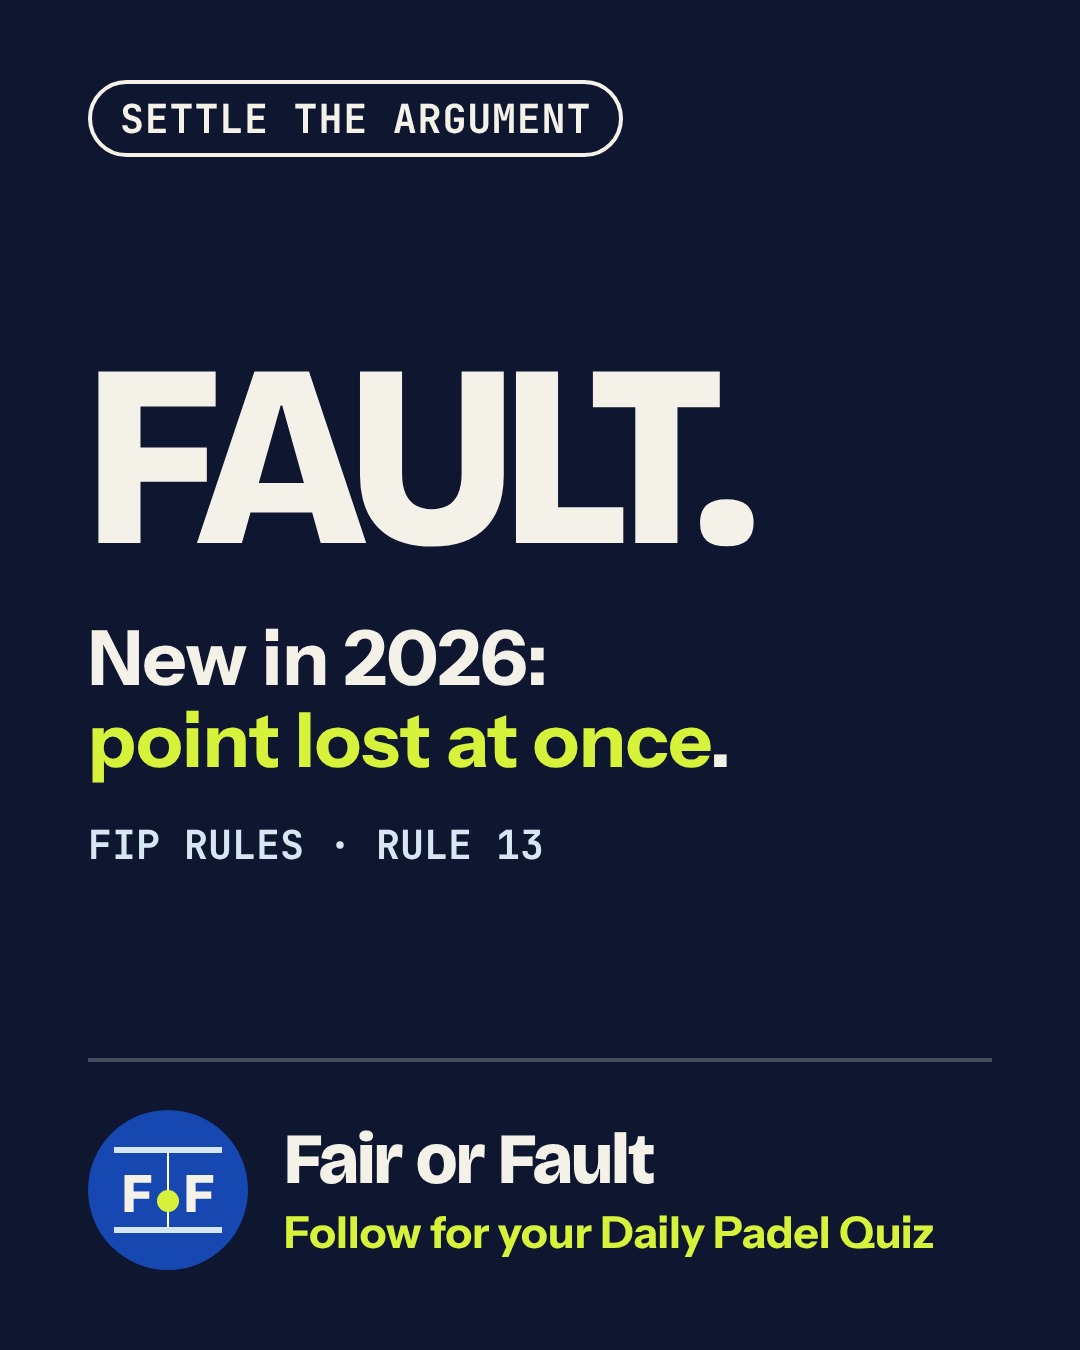 SETTLE THE ARGUMENT
FAULT.
New in 2026:
point lost at once.
FIP RULES · RULE 13
F F
Fair or Fault
Follow for your Daily Padel Quiz